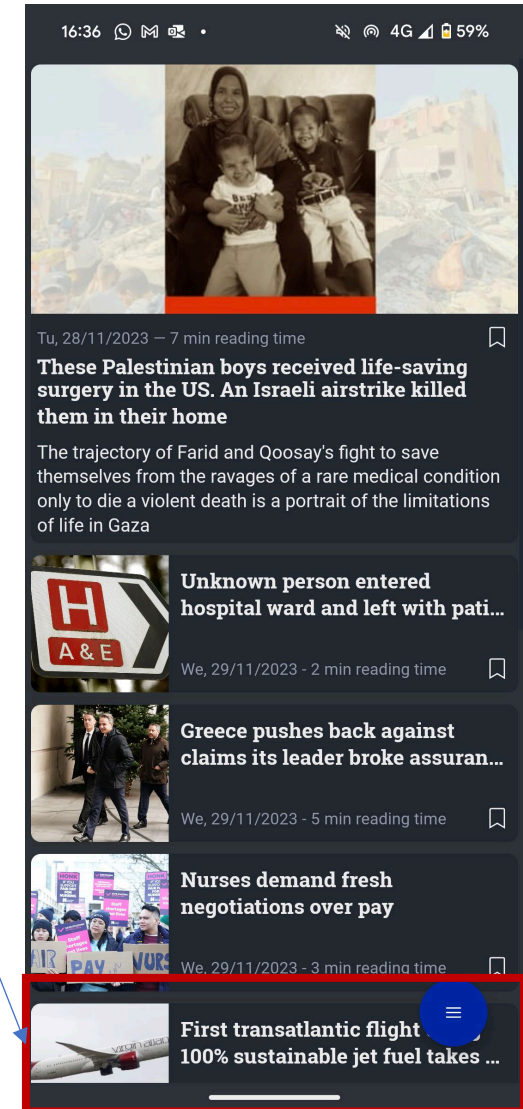 16:36 4G 59%
Tu, 28/11/2023 — 7 min reading time
These Palestinian boys received life-saving
surgery in the US. An Israeli airstrike killed
them in their home
The trajectory of Farid and Qoosay's fight to save
themselves from the ravages of a rare medical condition
only to die a violent death is a portrait of the limitations
of life in Gaza
H
A & E
Unknown person entered
hospital ward and left with pati...
We, 29/11/2023 - 2 min reading time
Greece pushes back against
claims its leader broke assuran...
We, 29/11/2023 - 5 min reading time
PAY
Nurses demand fresh
negotiations over pay
We, 29/11/2023 - 3 min reading time
virgin atlantic
First transatlantic flight
100% sustainable jet fuel takes ...